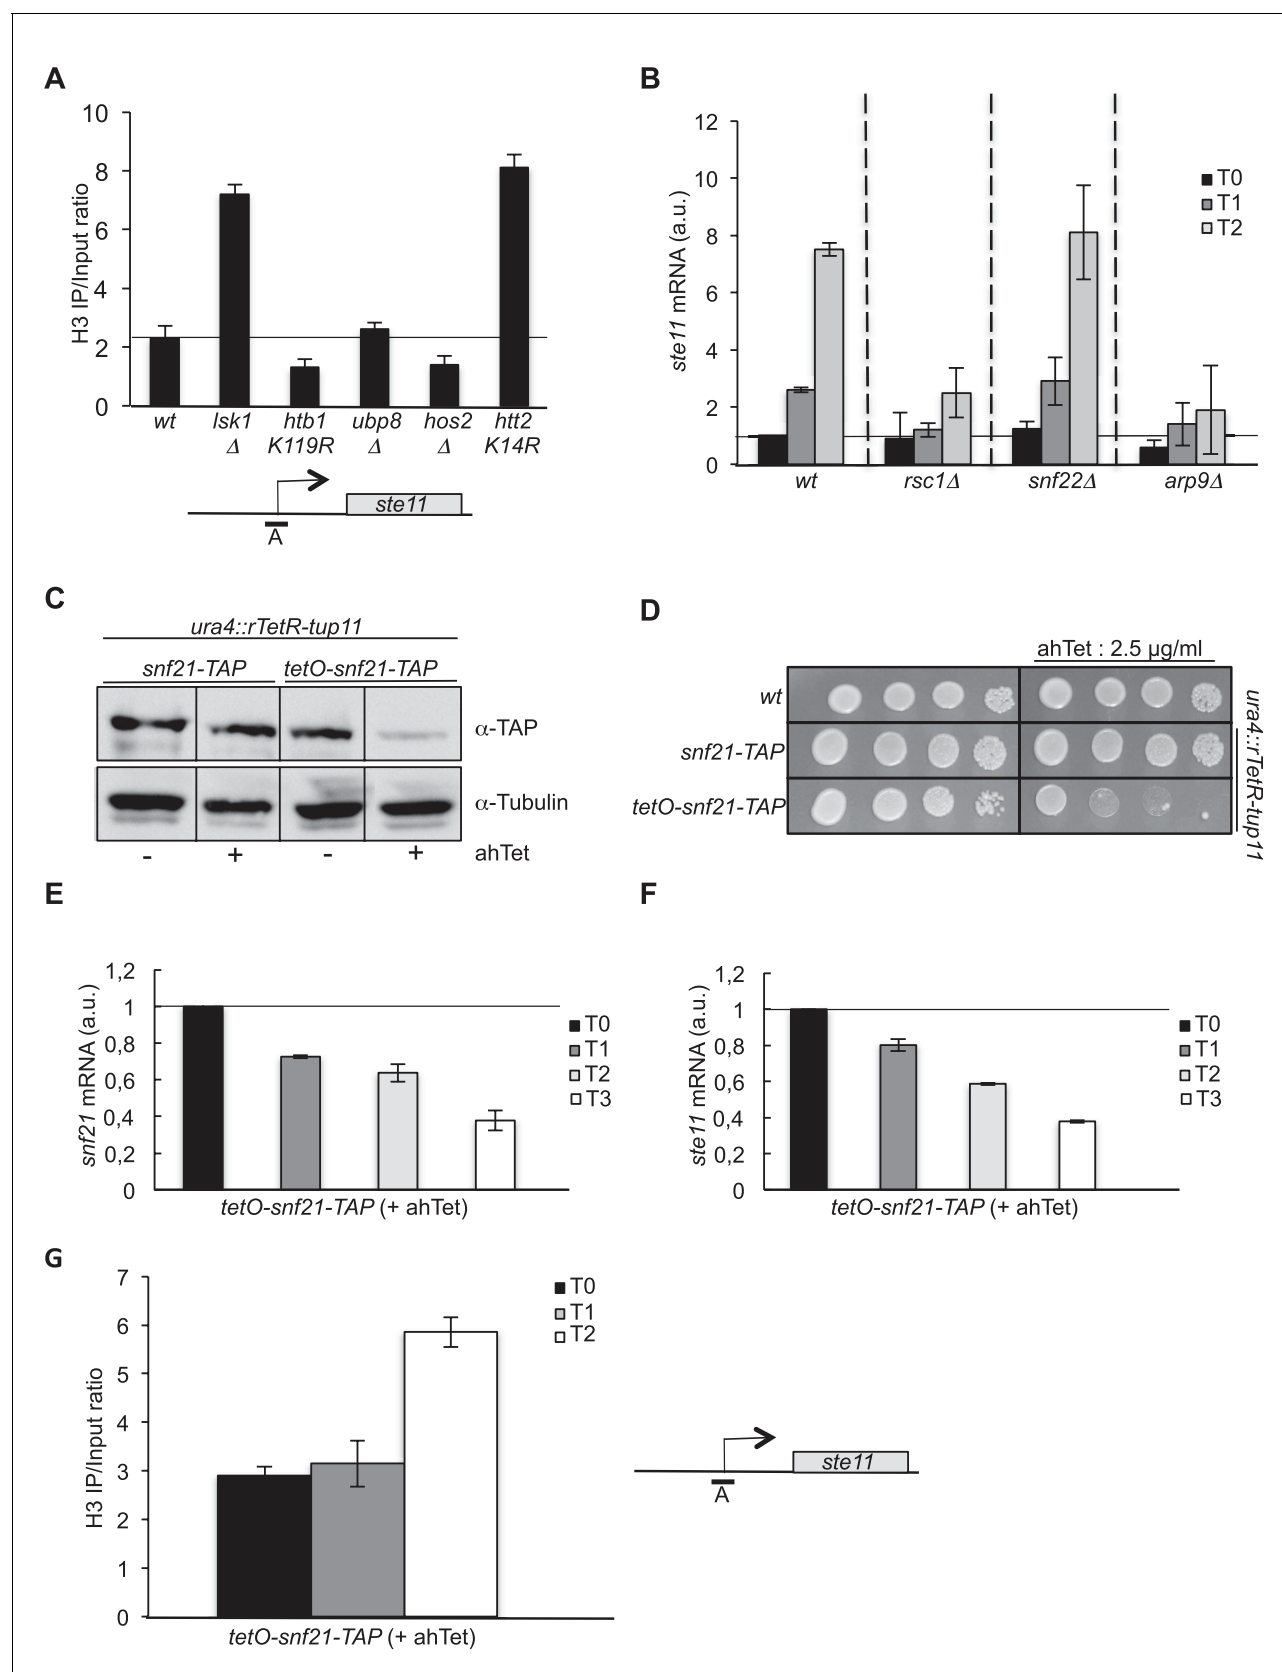 A
10
8
6
4
2
0
H3 IP/Input ratio
wt lsk1 htb1 ubp8 hos2 htt2
Δ K119R Δ Δ K14R
ste11
A
B
12
10
8
6
4
2
0
ste11 mRNA (a.u.)
T0
T1
T2
wt rsc1Δ snf22Δ arp9Δ
C
ura4::rTetR-tup11
snf21-TAP tetO-snf21-TAP
α-TAP
α-Tubulin
- + - + ahTet
D
ahTet : 2.5 µg/ml
wt
snf21-TAP
tetO-snf21-TAP
ura4::rTetR-tup11
E
1,2
1
0,8
0,6
0,4
0,2
0
snf21 mRNA (a.u.)
T0
T1
T2
T3
tetO-snf21-TAP (+ ahTet)
F
1,2
1
0,8
0,6
0,4
0,2
0
ste11 mRNA (a.u.)
T0
T1
T2
T3
tetO-snf21-TAP (+ ahTet)
G
7
6
5
4
3
2
1
0
H3 IP/Input ratio
T0
T1
T2
tetO-snf21-TAP (+ ahTet)
ste11
A